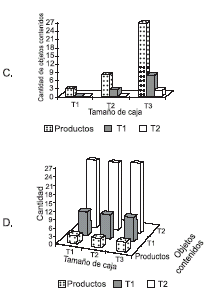 C.
Cantidad de objetos contenidos
27
24
21
18
15
12
9
6
3
0
T1 T2 T3
Tamaño de caja
Productos T1 T2
D.
Cantidad
27
24
21
18
15
12
9
6
3
0
T1 T2 T3
Tamaño de caja
Productos
T1
T2
Objetos
contenidos
Productos T1 T2